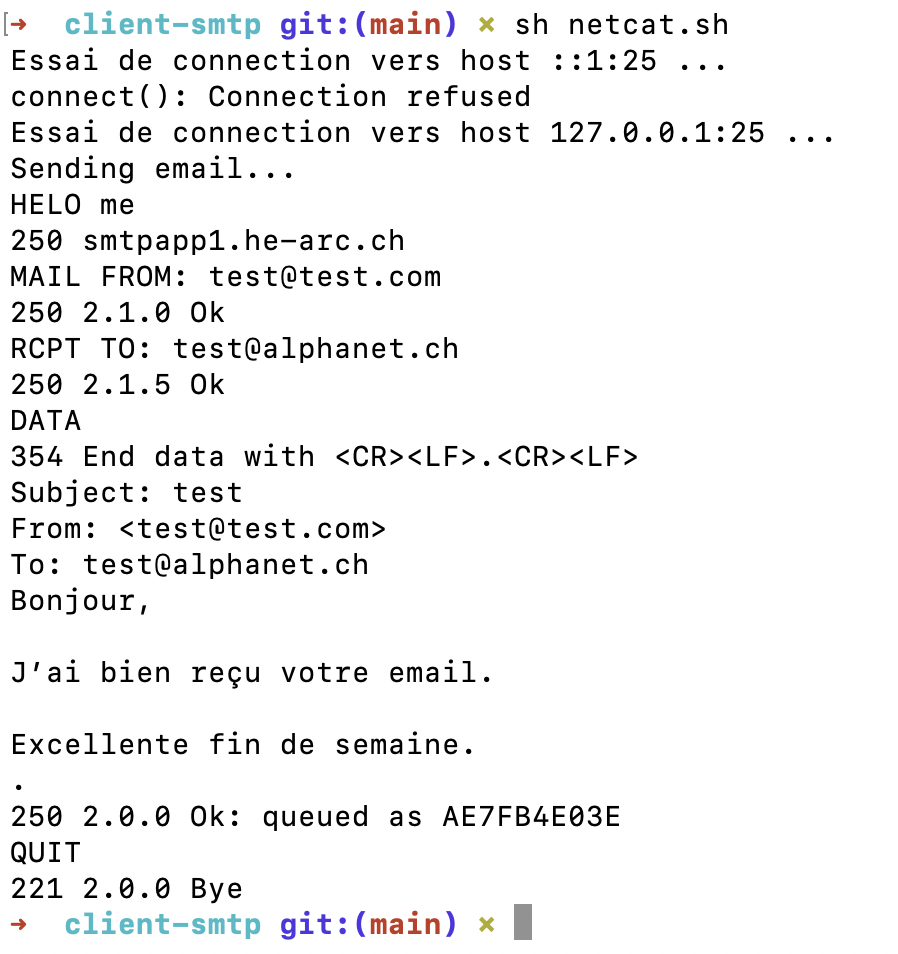 [→ client-smtp git:(main) × sh netcat.sh
Essai de connection vers host ::1:25 ...
connect(): Connection refused
Essai de connection vers host 127.0.0.1:25 ...
Sending email...
HELO me
250 smtpapp1.he-arc.ch
MAIL FROM: test@test.com
250 2.1.0 Ok
RCPT TO: test@alphanet.ch
250 2.1.5 Ok
DATA
354 End data with <CR><LF>.<CR><LF>
Subject: test
From: <test@test.com>
To: test@alphanet.ch
Bonjour,

J’ai bien reçu votre email.

Excellente fin de semaine.
.
250 2.0.0 Ok: queued as AE7FB4E03E
QUIT
221 2.0.0 Bye
→ client-smtp git:(main) ×